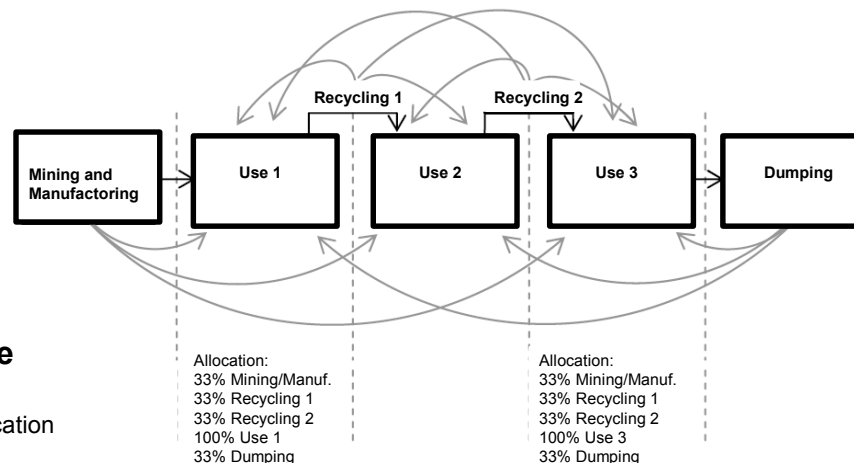 Recycling 1
Recycling 2
Mining and
Manufactoring
Use 1
Use 2
Use 3
Dumping
Allocation:
33% Mining/Manuf.
33% Recycling 1
33% Recycling 2
100% Use 1
33% Dumping
Allocation:
33% Mining/Manuf.
33% Recycling 1
33% Recycling 2
100% Use 3
33% Dumping